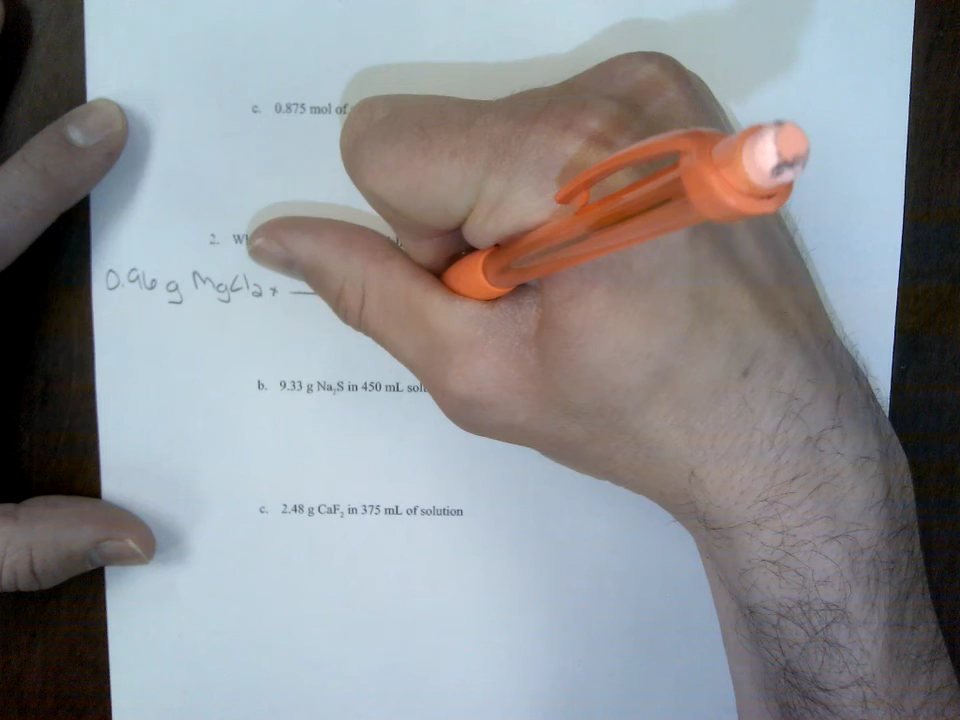 c. 0.875 mol of
2.
0.96 g MgCl2 x
b. 9.33 g Na₂S in 450 mL
c. 2.48 g CaF₂ in 375 mL of solution